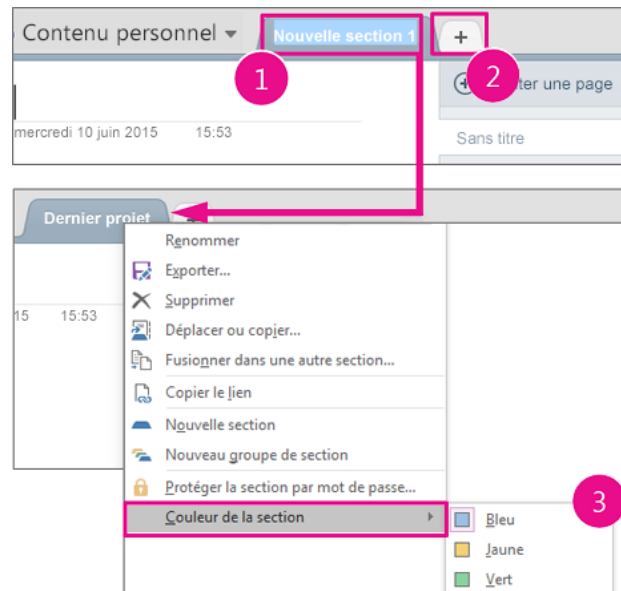 Contenu personnel
Nouvelle section 1
+
1
2
ter une page
mercredi 10 juin 2015 15:53
Sans titre
Dernier projet
15 15:53
Renommer
Exporter...
Supprimer
Déplacer ou copier...
Fusionner dans une autre section...
Copier le lien
Nouvelle section
Nouveau groupe de section
Protéger la section par mot de passe...
Couleur de la section
3
Bleu
Jaune
Vert